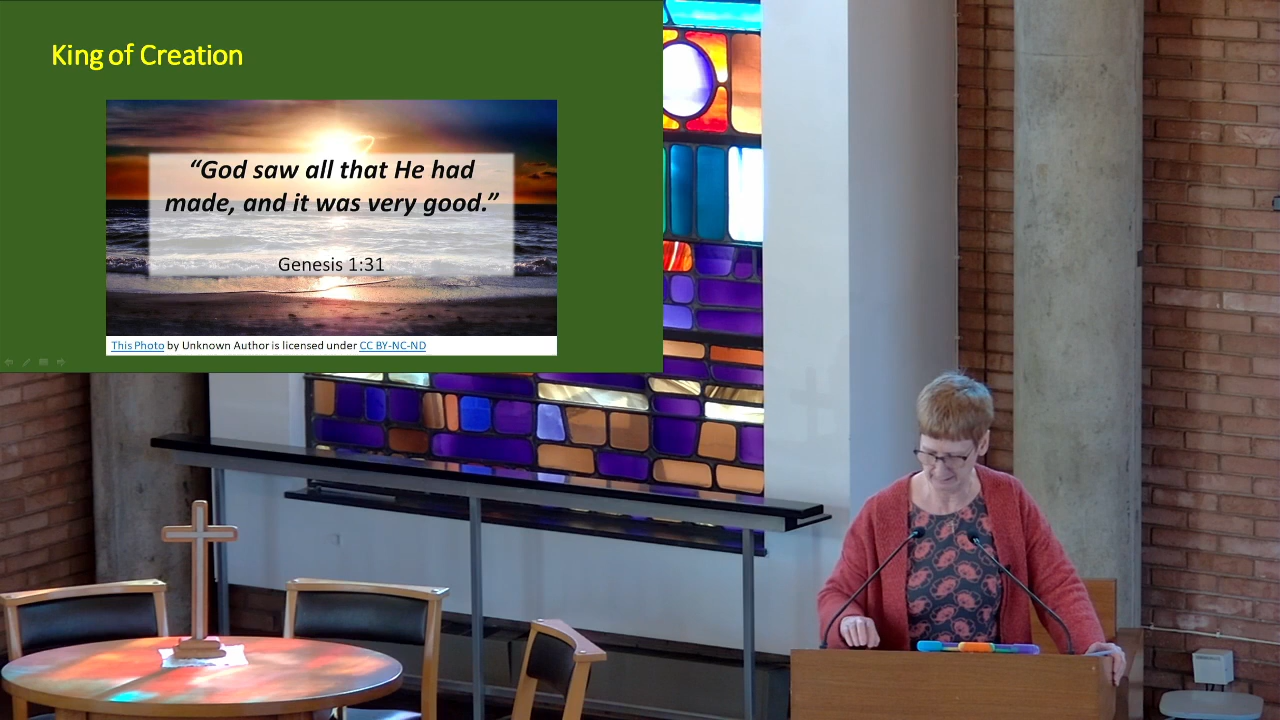 King of Creation
“God saw all that He had
made, and it was very good.”
Genesis 1:31
This Photo by Unknown Author is licensed under CC BY-NC-ND